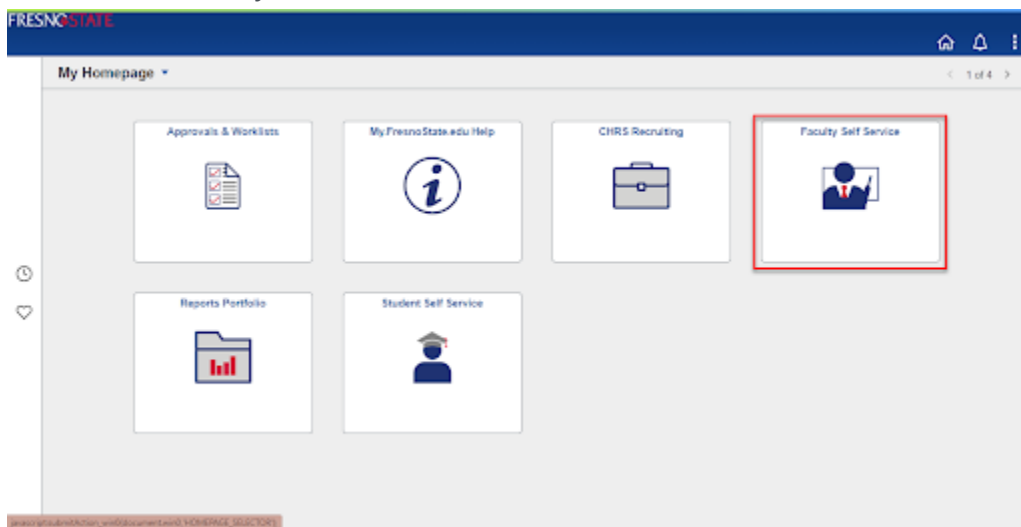 FRESNO STATE
My Homepage
1 of 4
Approvals & Worklists
My.FresnoState.edu Help
CHRS Recruiting
Faculty Self Service
i
Reports Portfolio
Student Self Service